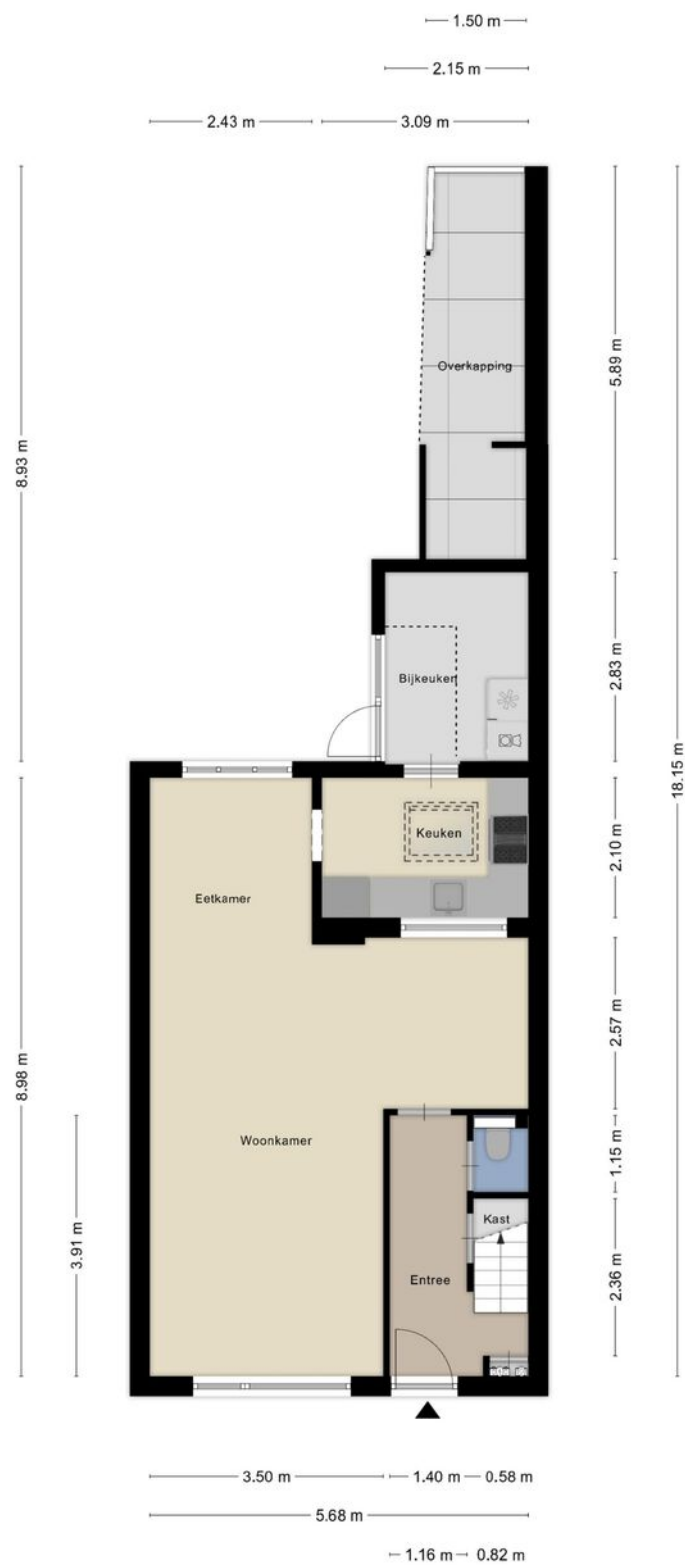 1.50 m
2.15 m
2.43 m
3.09 m
8.93 m
5.89 m
18.15 m
Overkapping
2.83 m
Bijkeuken
Keuken
2.10 m
Eetkamer
8.98 m
2.57 m
Woonkamer
1.15 m
3.91 m
Kast
Entree
2.36 m
3.50 m
1.40 m
0.58 m
5.68 m
1.16 m
0.82 m